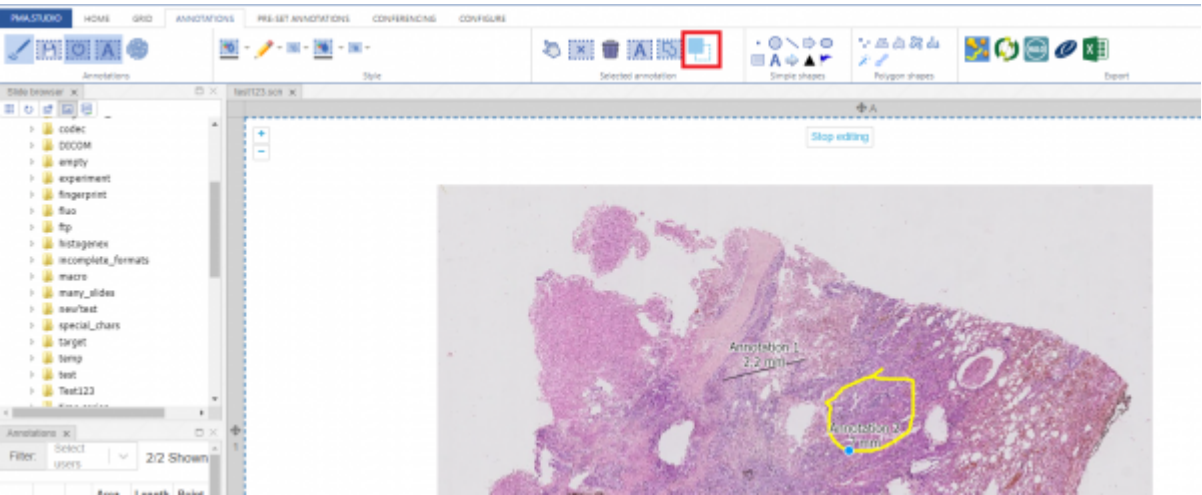 PMA.STUDIO HOME GRID ANNOTATIONS PRE-SET ANNOTATIONS CONFERENCING CONFIGURE
Annotations Style Selected annotation Simple shapes Polygon shapes Export
Slide browser x
test123.scn x
A
Stop editing
codec
DICOM
empty
experiment
fingerprint
fluo
ftp
histogenex
incomplete_formats
macro
many_slides
new'test
special_chars
target
temp
test
Test123
Annotation 1
2.2 mm
Annotation 2
mm
Annotations x
Filter: Select users 2/2 Shown
Area Length Point